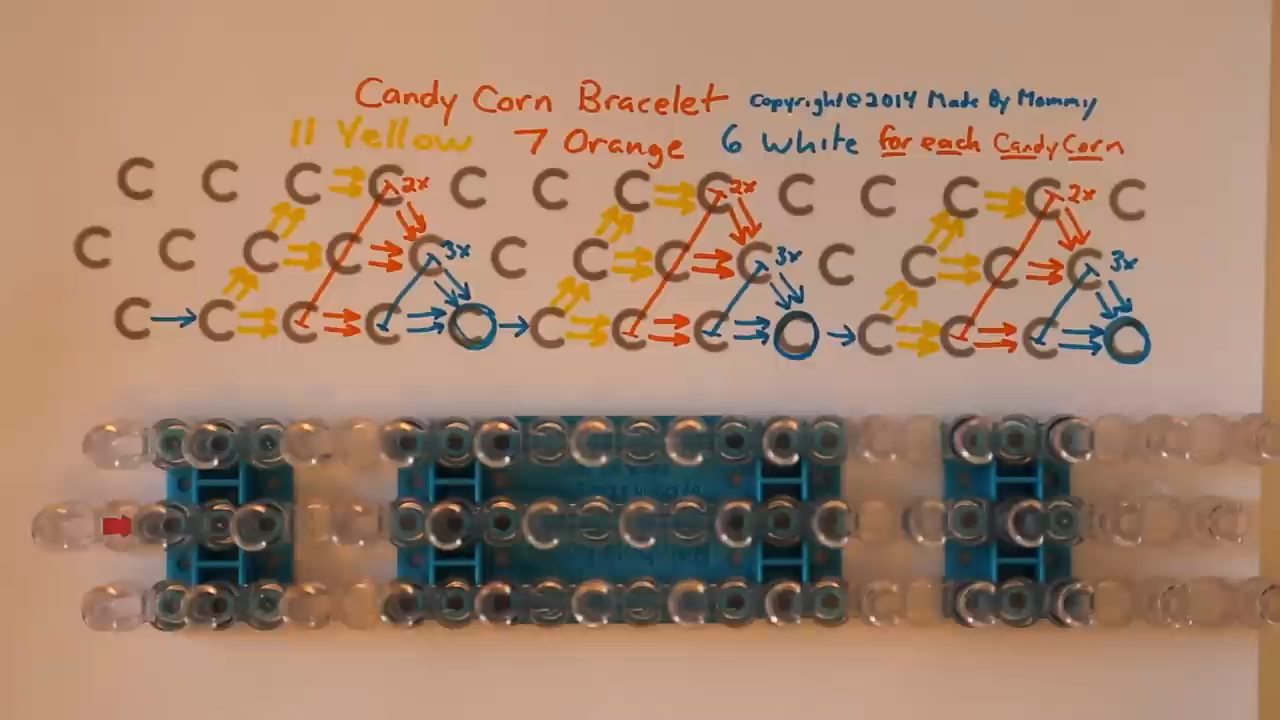 Candy Corn Bracelet Copyright © 2014 Made By Mommy
11 Yellow 7 Orange 6 White for each Candy Corn
C C C C 2x C C C C 2x C C C C 2x C
C C C C C 3x C C C C 3x C C C C 3x
C C C C C C C C C C C C C